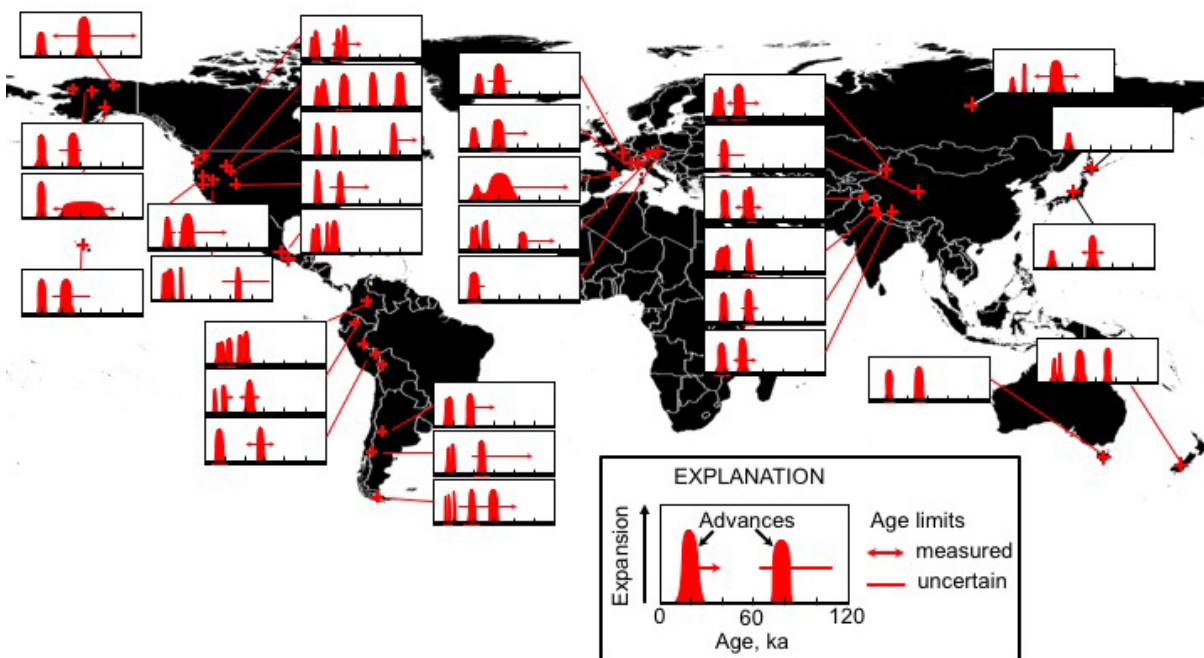 EXPLANATION
Expansion
Advances
Age limits
measured
uncertain
0
60
120
Age, ka